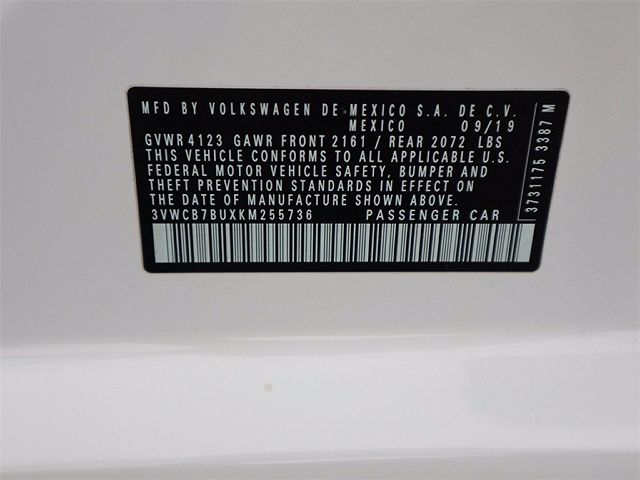 MFD BY VOLKSWAGEN DE MEXICO S.A. DE C.V.
MEXICO 09/19
GVWR 4123 GAWR FRONT 2161 / REAR 2072 LBS
THIS VEHICLE CONFORMS TO ALL APPLICABLE U.S.
FEDERAL MOTOR VEHICLE SAFETY, BUMPER AND
THEFT PREVENTION STANDARDS IN EFFECT ON
THE DATE OF MANUFACTURE SHOWN ABOVE.
3VWCB7BUXKM255736 PASSENGER CAR
3731175 3387 M